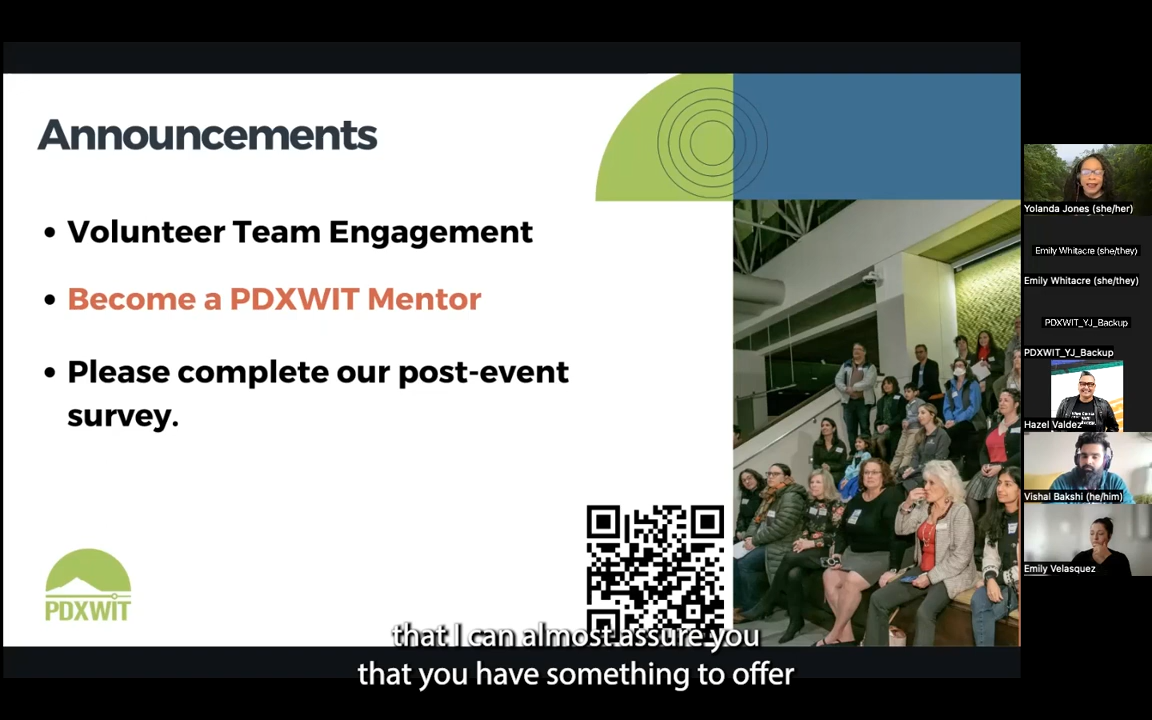 Announcements
• Volunteer Team Engagement
• Become a PDXWIT Mentor
• Please complete our post-event
survey.
PDXWIT
that I can almost assure you
that you have something to offer
Yolanda Jones (she/her)
Emily Whitacre (she/they)
Emily Whitacre (she/they)
PDXWIT_YJ_Backup
PDXWIT_YJ_Backup
Hazel Valdez
Vishal Bakshi (he/him)
Emily Velasquez